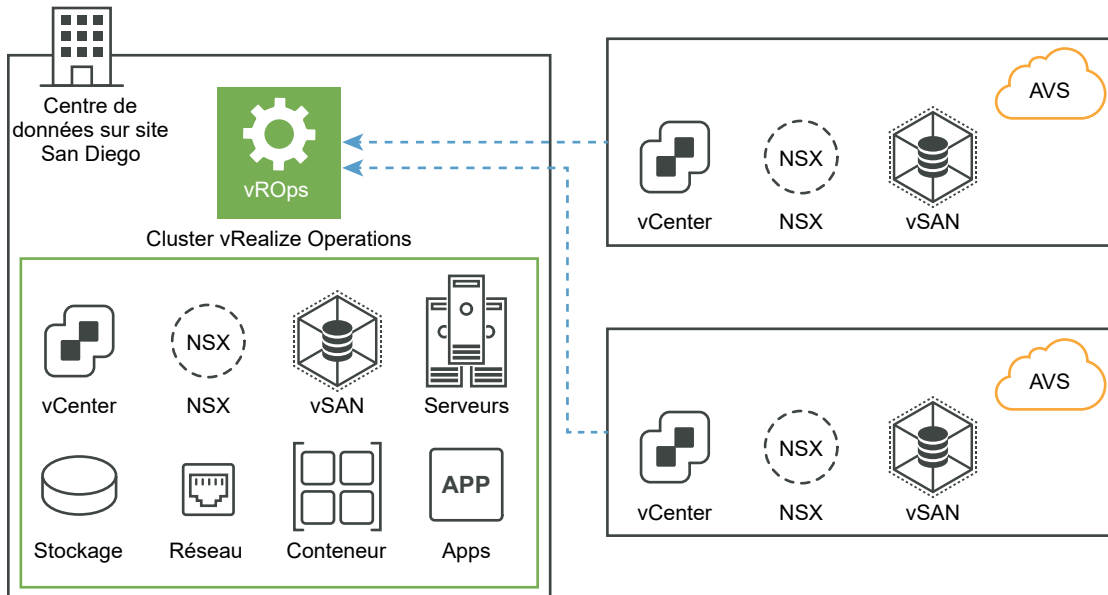 Centre de
données sur site
San Diego
vROps
Cluster vRealize Operations
NSX
vCenter
NSX
vSAN
Serveurs
APP
Stockage
Réseau
Conteneur
Apps
AVS
NSX
vCenter
NSX
vSAN
AVS
NSX
vCenter
NSX
vSAN